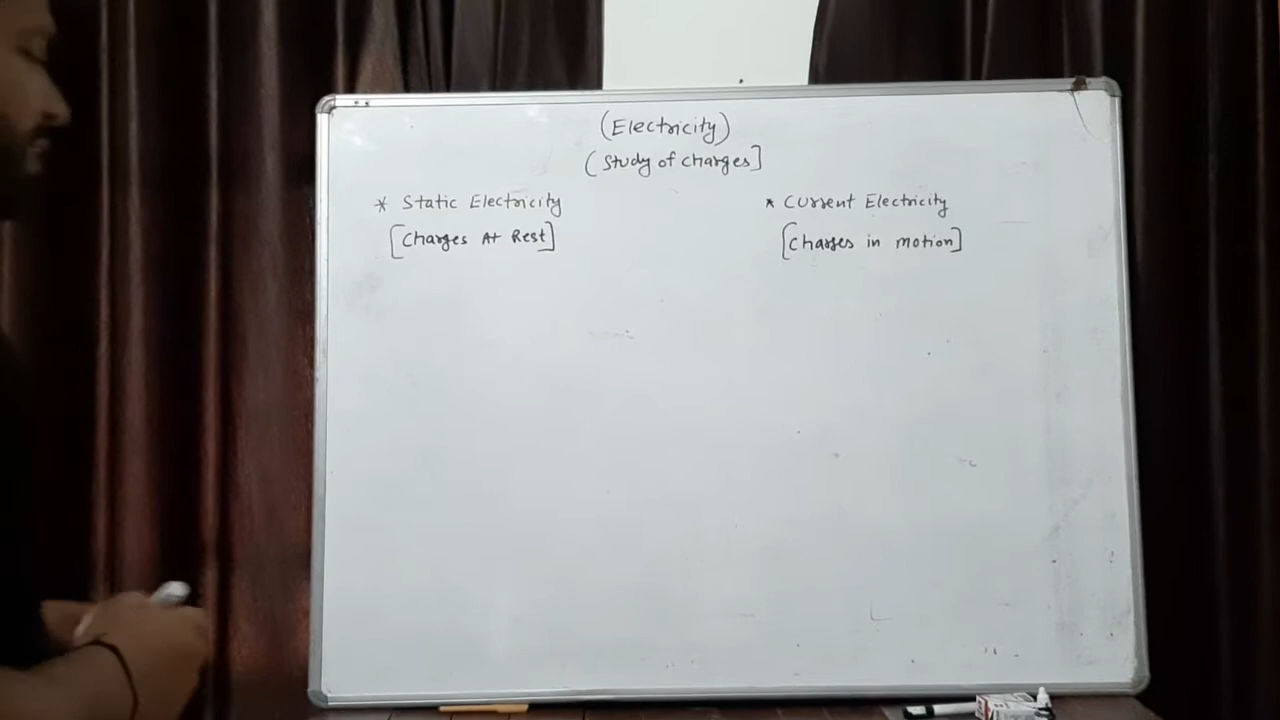 (Electricity)
(Study of charges]
* Static Electricity
[Charges At Rest]
* Current Electricity
[Charges in motion]